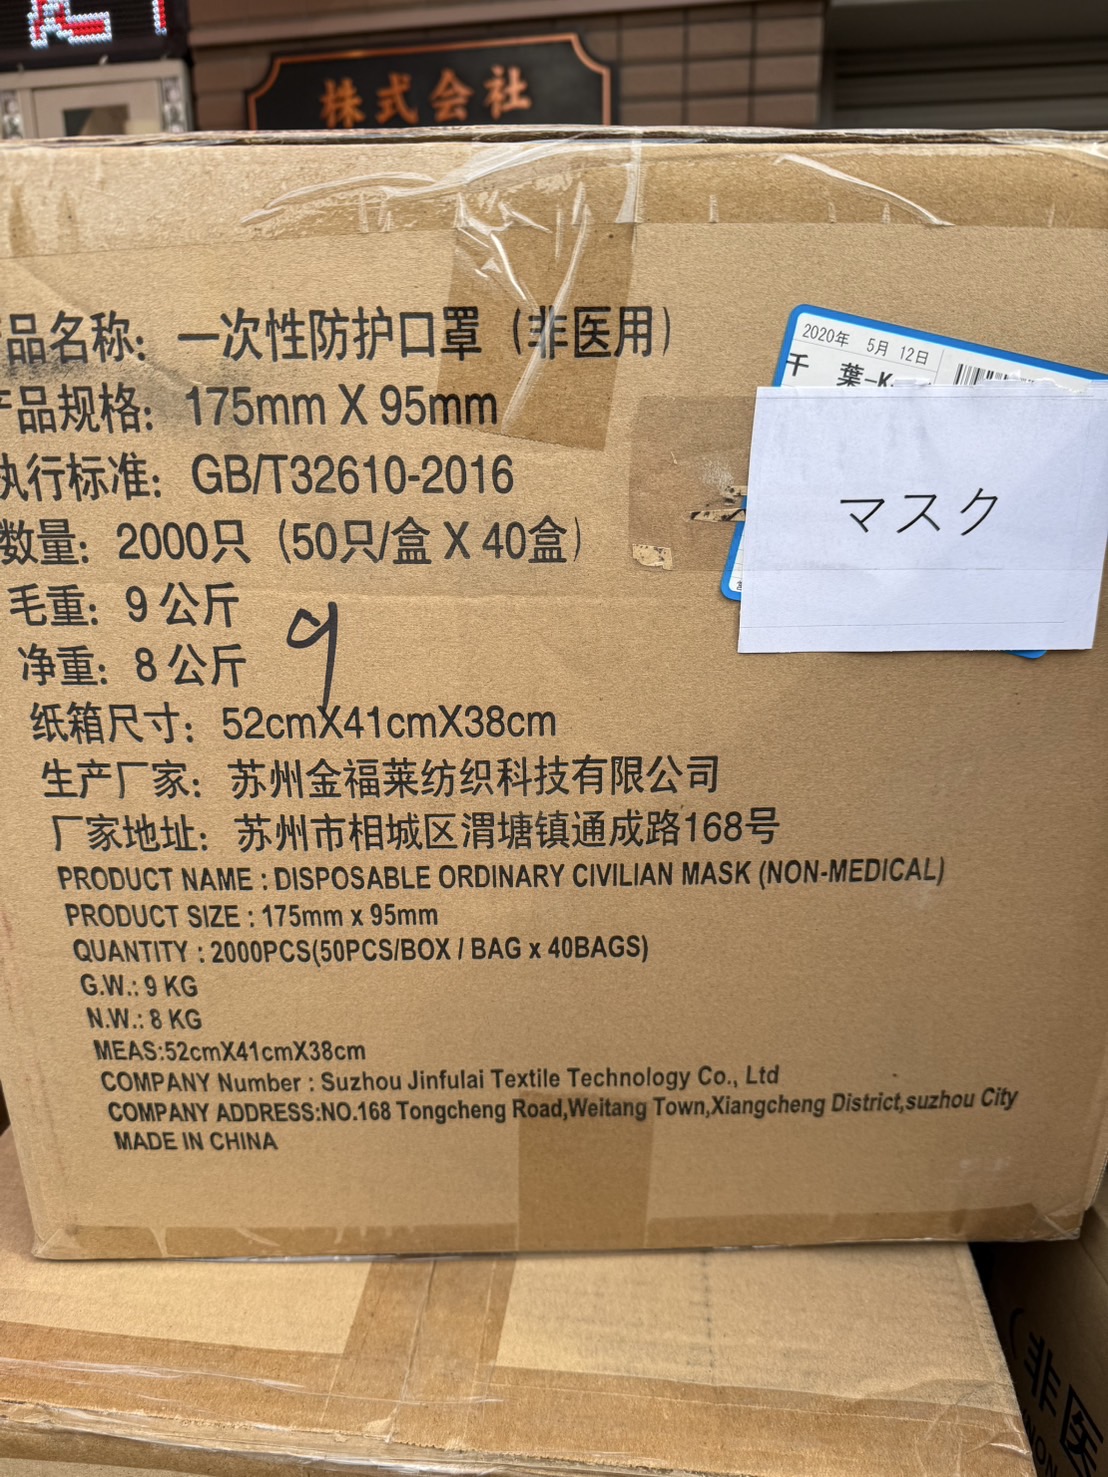 株式会社
品名称：一次性防护口罩（非医用）
产品规格：175mm X 95mm
执行标准：GB/T32610-2016
数量：2000只（50只/盒 X 40盒）
毛重：9 公斤
9
净重：8 公斤
纸箱尺寸：52cmX41cmX38cm
生产厂家：苏州金福莱纺织科技有限公司
厂家地址：苏州市相城区渭塘镇通成路168号
PRODUCT NAME : DISPOSABLE ORDINARY CIVILIAN MASK (NON-MEDICAL)
PRODUCT SIZE : 175mm x 95mm
QUANTITY : 2000PCS(50PCS/BOX / BAG x 40BAGS)
G.W.: 9 KG
N.W.: 8 KG
MEAS:52cmX41cmX38cm
COMPANY Number : Suzhou Jinfulai Textile Technology Co., Ltd
COMPANY ADDRESS:NO.168 Tongcheng Road,Weitang Town,Xiangcheng District,suzhou City
MADE IN CHINA
2020年 5月 12日
千 葉-K
マスク
（非医